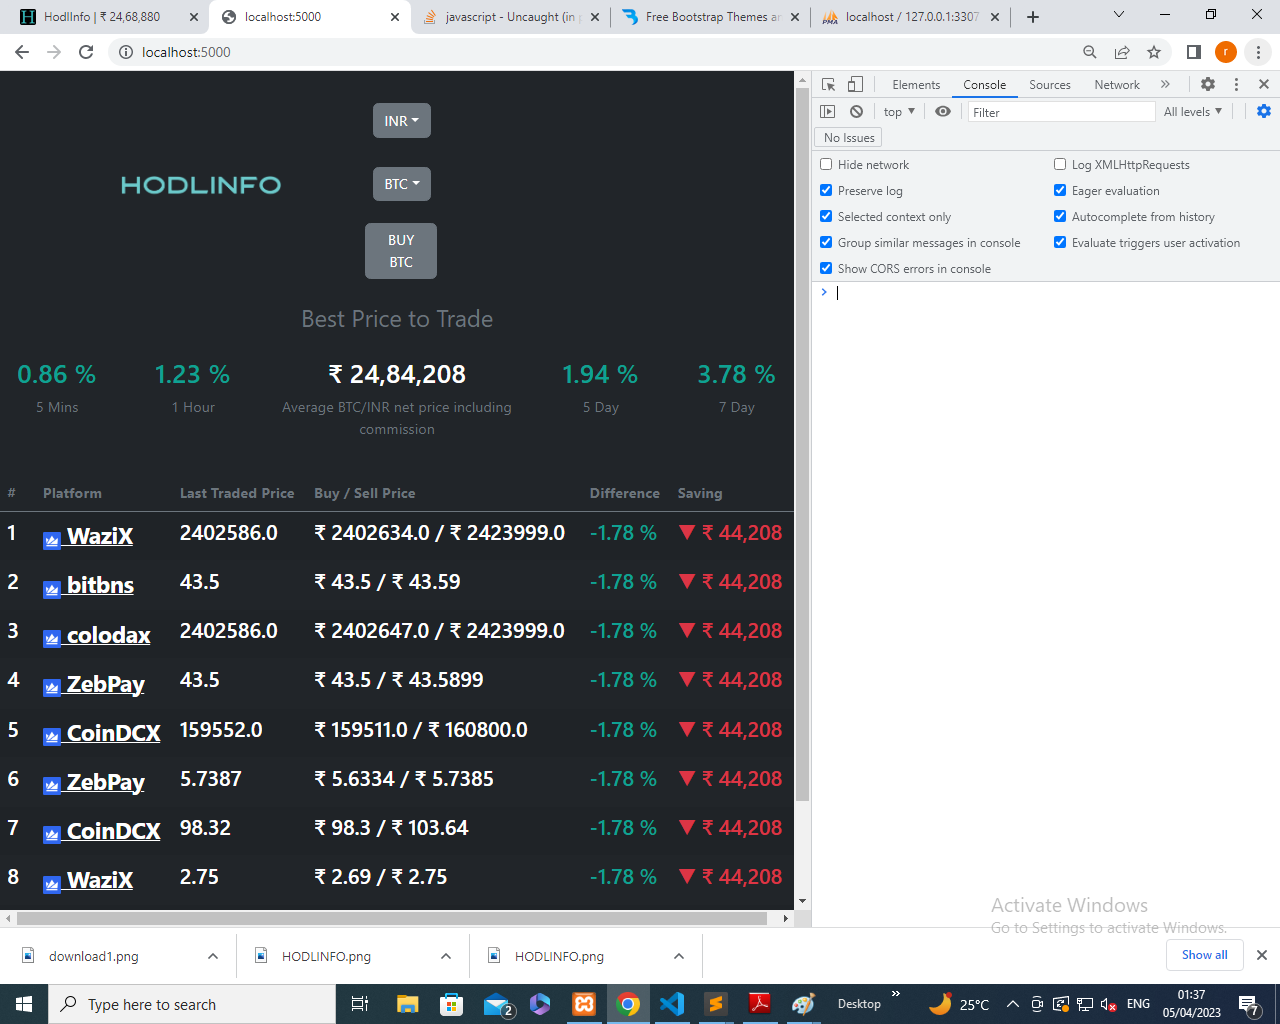 HodlInfo | ₹ 24,68,880
localhost:5000
javascript - Uncaught (in
Free Bootstrap Themes a
localhost / 127.0.0.1:3307
localhost:5000
r
INR
HODLINFO
BTC
BUY
BTC
Best Price to Trade
0.86 % 1.23 % ₹ 24,84,208 1.94 % 3.78 %
5 Mins 1 Hour Average BTC/INR net price including 5 Day 7 Day
commission
# Platform Last Traded Price Buy / Sell Price Difference Saving
1 WaziX 2402586.0 ₹ 2402634.0 / ₹ 2423999.0 -1.78 % ▼ ₹ 44,208
2 bitbns 43.5 ₹ 43.5 / ₹ 43.59 -1.78 % ▼ ₹ 44,208
3 colodax 2402586.0 ₹ 2402647.0 / ₹ 2423999.0 -1.78 % ▼ ₹ 44,208
4 ZebPay 43.5 ₹ 43.5 / ₹ 43.5899 -1.78 % ▼ ₹ 44,208
5 CoinDCX 159552.0 ₹ 159511.0 / ₹ 160800.0 -1.78 % ▼ ₹ 44,208
6 ZebPay 5.7387 ₹ 5.6334 / ₹ 5.7385 -1.78 % ▼ ₹ 44,208
7 CoinDCX 98.32 ₹ 98.3 / ₹ 103.64 -1.78 % ▼ ₹ 44,208
8 WaziX 2.75 ₹ 2.69 / ₹ 2.75 -1.78 % ▼ ₹ 44,208
Elements Console Sources Network »
top Filter All levels
No Issues
Hide network Log XMLHttpRequests
Preserve log Eager evaluation
Selected context only Autocomplete from history
Group similar messages in console Evaluate triggers user activation
Show CORS errors in console
>
Activate Windows
Go to Settings to activate Windows.
download1.png HODLINFO.png HODLINFO.png Show all
Type here to search
2
Desktop »
25°C
ENG
01:37
05/04/2023
7